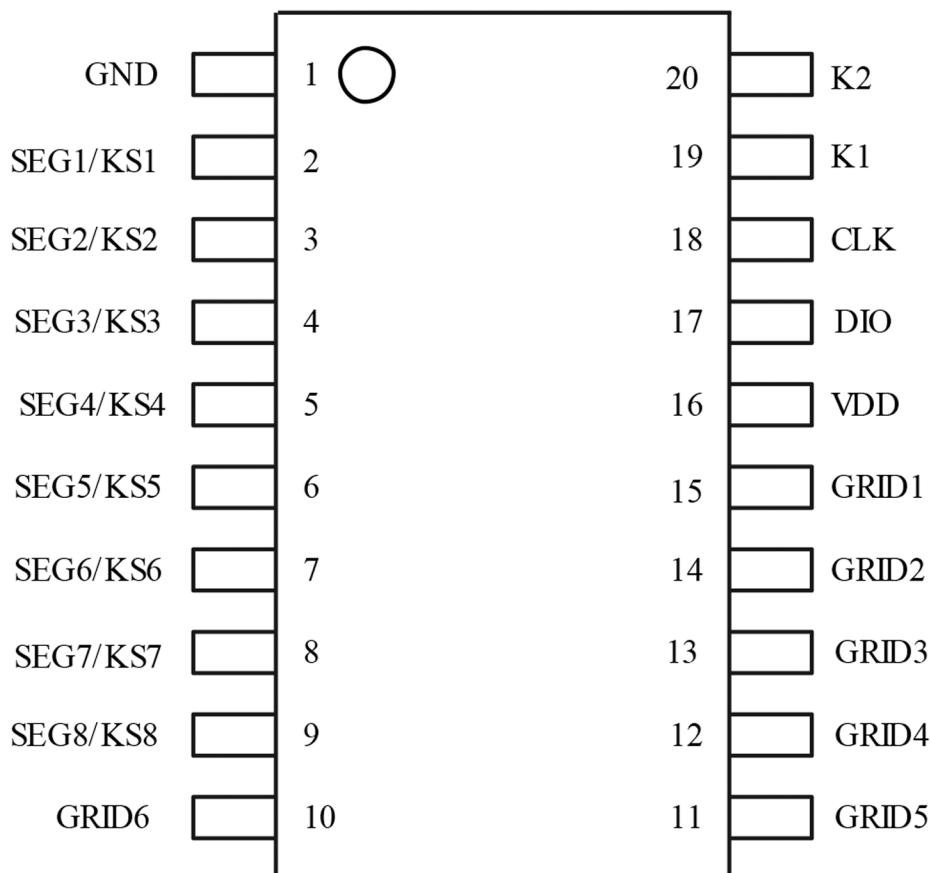 GND 1 20 K2
SEG1/KS1 2 19 K1
SEG2/KS2 3 18 CLK
SEG3/KS3 4 17 DIO
SEG4/KS4 5 16 VDD
SEG5/KS5 6 15 GRID1
SEG6/KS6 7 14 GRID2
SEG7/KS7 8 13 GRID3
SEG8/KS8 9 12 GRID4
GRID6 10 11 GRID5